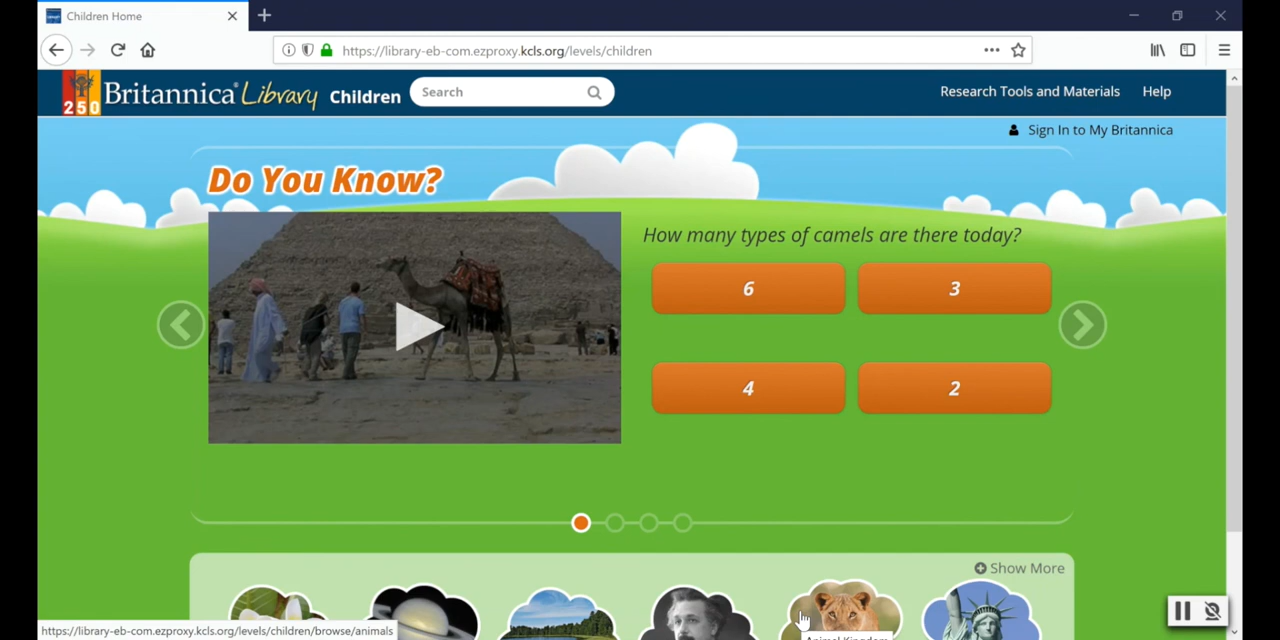 Children Home
https://library-eb-com.ezproxy.kcls.org/levels/children
250 Britannica Library Children
Search
Research Tools and Materials
Help
Sign In to My Britannica
Do You Know?
How many types of camels are there today?
6
3
4
2
Show More
Animal Kingdom
https://library-eb-com.ezproxy.kcls.org/levels/children/browse/animals